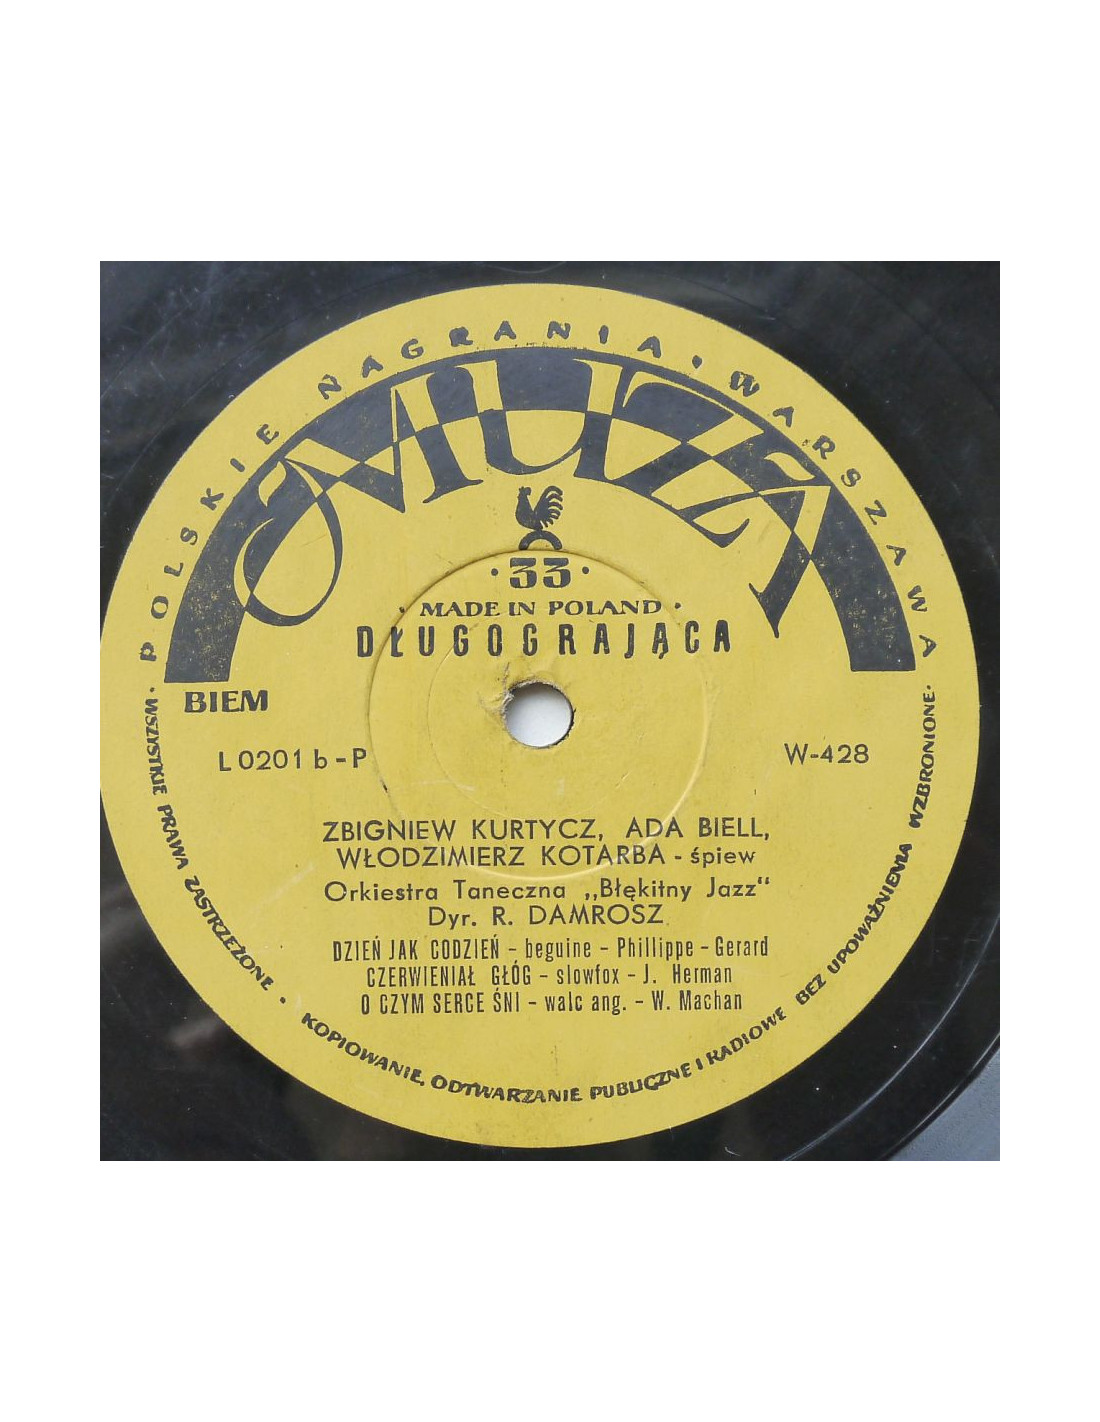 POLSKIE NAGRANIA · WARSZAWA
MUZA
· 33 ·
· MADE IN POLAND ·
DŁUGOGRAJĄCA
BIEM
L 0201 b - P
W-428
ZBIGNIEW KURTYCZ, ADA BIELL,
WŁODZIMIERZ KOTARBA - śpiew
Orkiestra Taneczna „Błękitny Jazz"
Dyr. R. DAMROSZ
DZIEŃ JAK CODZIEŃ - beguine - Phillippe - Gerard
CZERWIENIAŁ GŁÓG - slowfox - J. Herman
O CZYM SERCE ŚNI - walc ang. - W. Machan
· WSZYSTKIE PRAWA ZASTRZEŻONE · KOPIOWANIE, ODTWARZANIE PUBLICZNE I RADIOWE BEZ UPOWAŻNIENIA WZBRONIONE ·